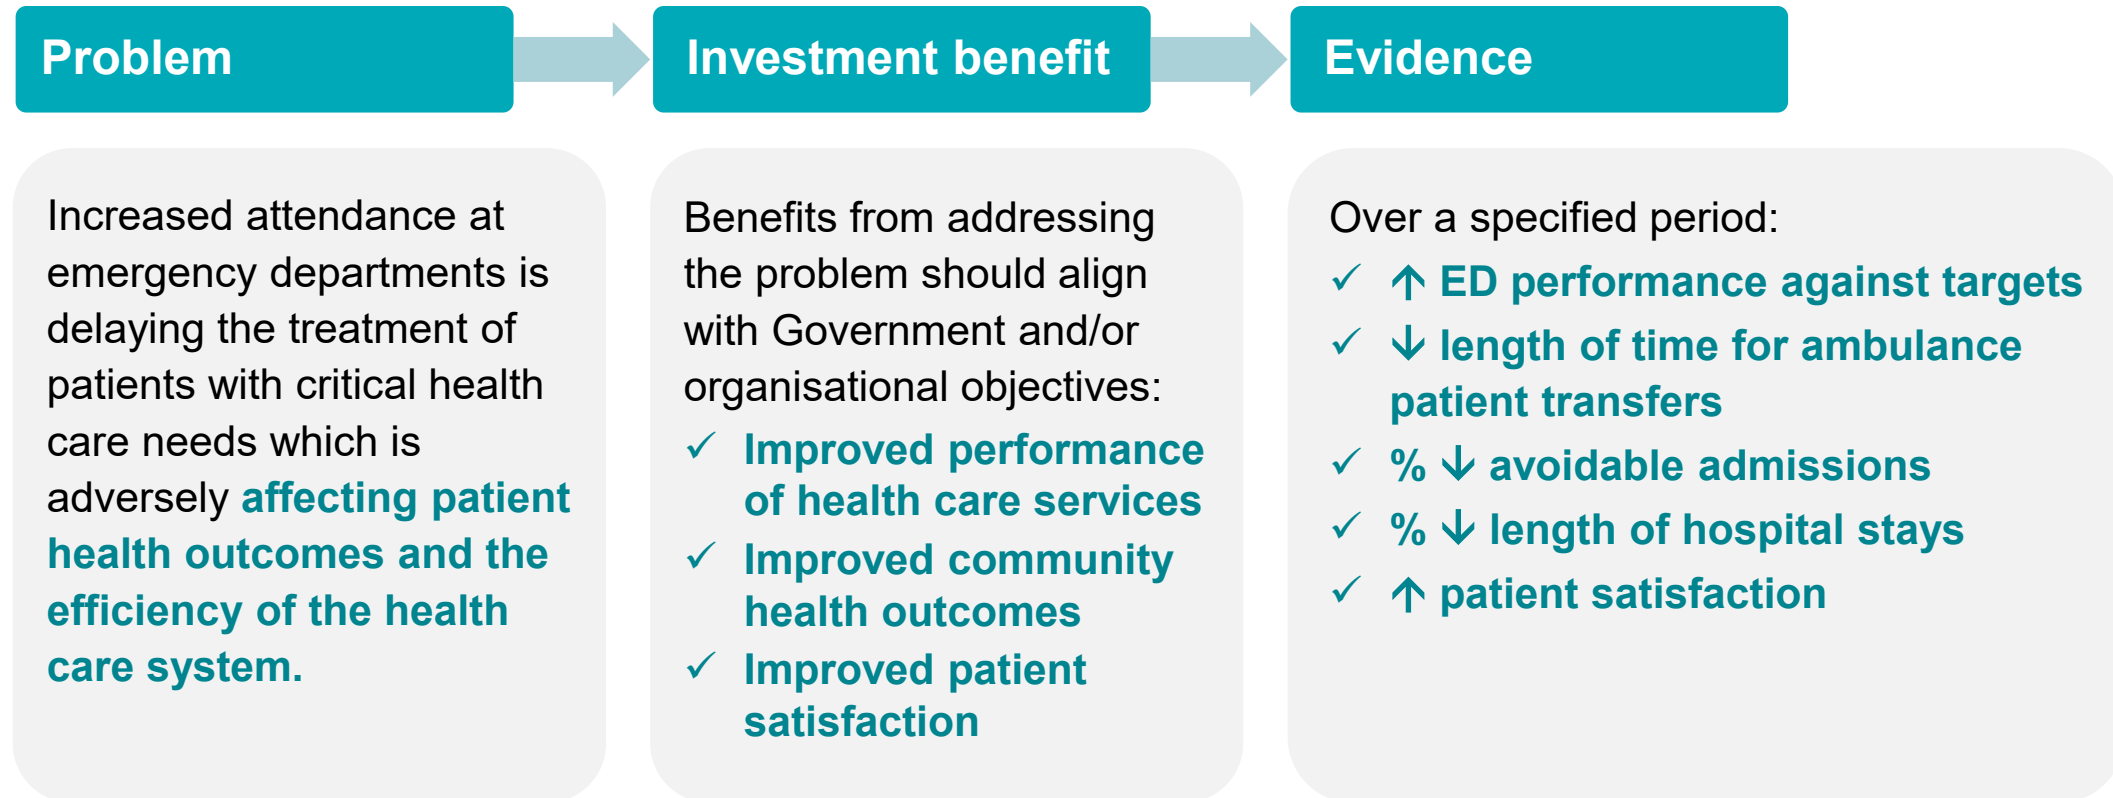 Problem
Investment benefit
Evidence
Increased attendance at
emergency departments is
delaying the treatment of
patients with critical health
care needs which is
adversely affecting patient
health outcomes and the
efficiency of the health
care system.
Benefits from addressing
the problem should align
with Government and/or
organisational objectives:
✓ Improved performance
of health care services
✓ Improved community
health outcomes
✓ Improved patient
satisfaction
Over a specified period:
✓ ↑ ED performance against targets
✓ ↓ length of time for ambulance
patient transfers
✓ % ↓ avoidable admissions
✓ % ↓ length of hospital stays
✓ ↑ patient satisfaction